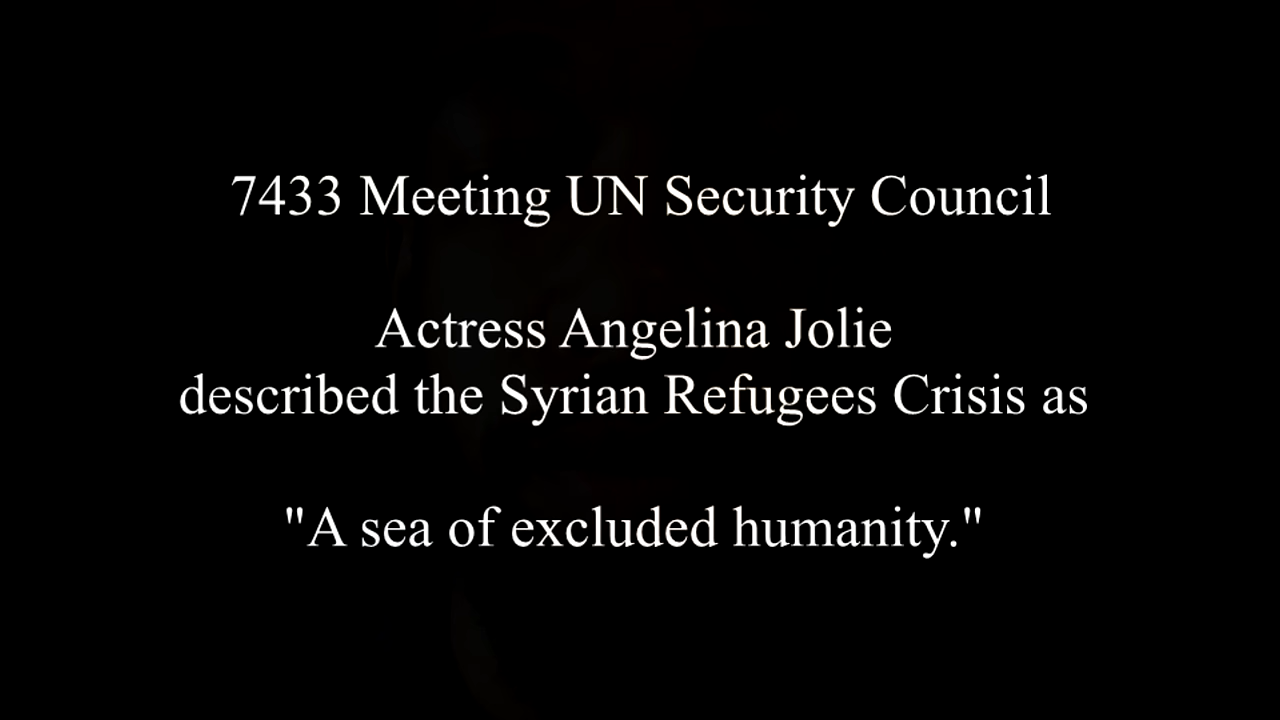 7433 Meeting UN Security Council
Actress Angelina Jolie
described the Syrian Refugees Crisis as
"A sea of excluded humanity."